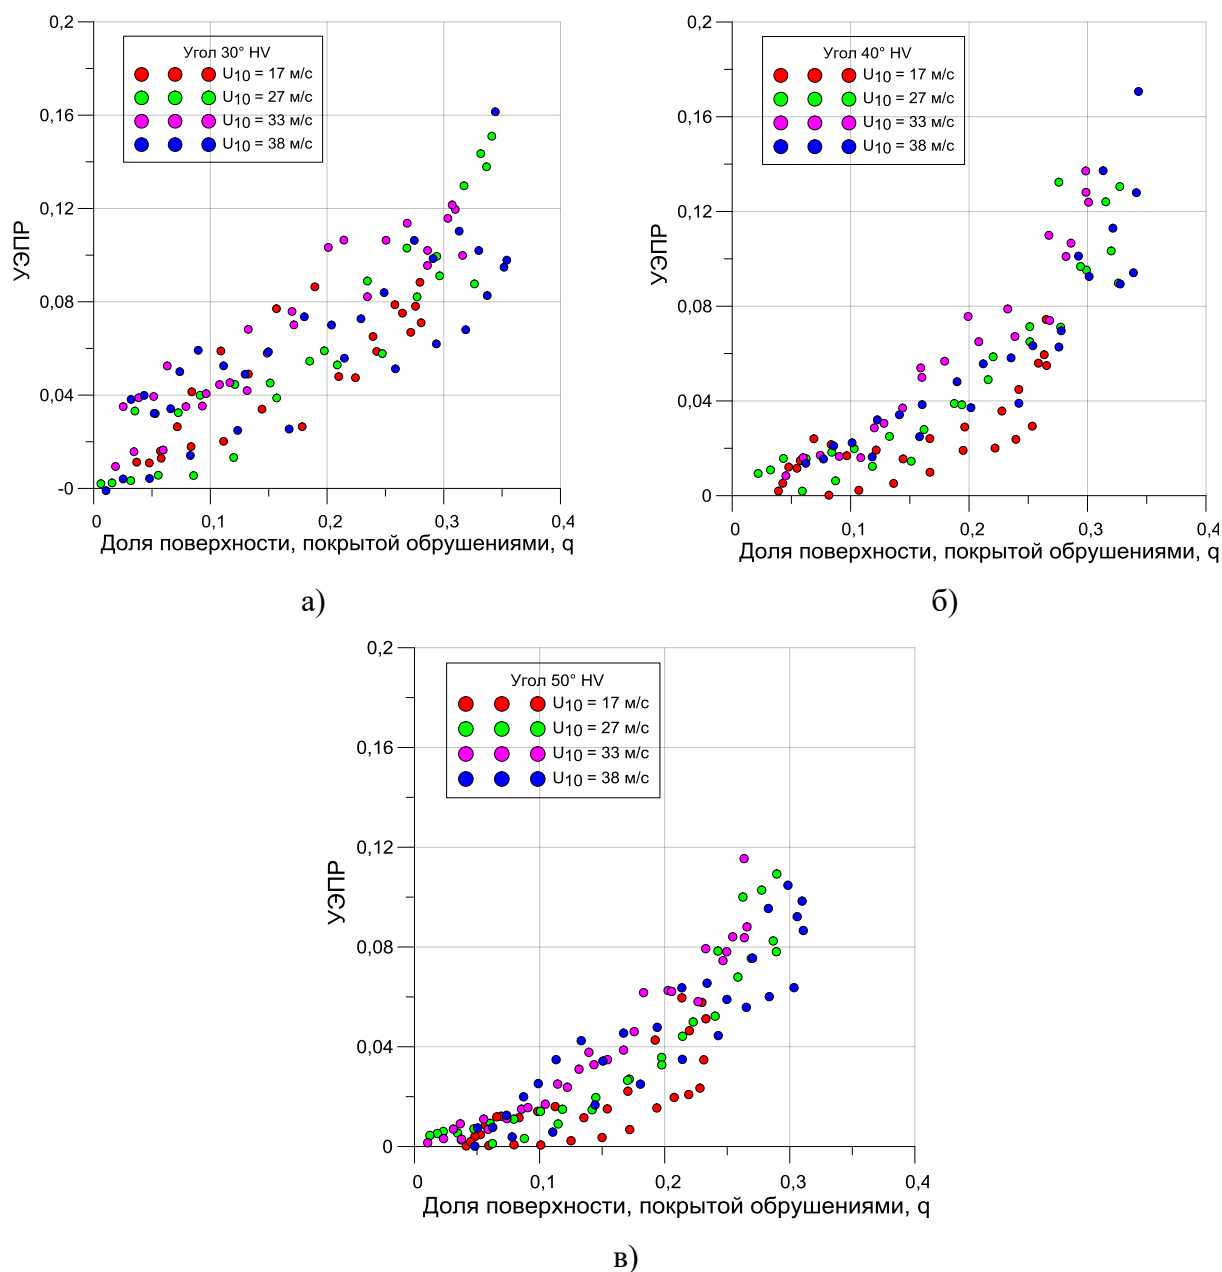 0,2
0,16
0,12
0,08
0,04
-0
УЭПР
Угол 30° HV
U10 = 17 м/с
U10 = 27 м/с
U10 = 33 м/с
U10 = 38 м/с
0 0,1 0,2 0,3 0,4
Доля поверхности, покрытой обрушениями, q
а)
0,2
0,16
0,12
0,08
0,04
0
УЭПР
Угол 40° HV
U10 = 17 м/с
U10 = 27 м/с
U10 = 33 м/с
U10 = 38 м/с
0 0,1 0,2 0,3 0,4
Доля поверхности, покрытой обрушениями, q
б)
0,2
0,16
0,12
0,08
0,04
0
УЭПР
Угол 50° HV
U10 = 17 м/с
U10 = 27 м/с
U10 = 33 м/с
U10 = 38 м/с
0 0,1 0,2 0,3 0,4
Доля поверхности, покрытой обрушениями, q
в)